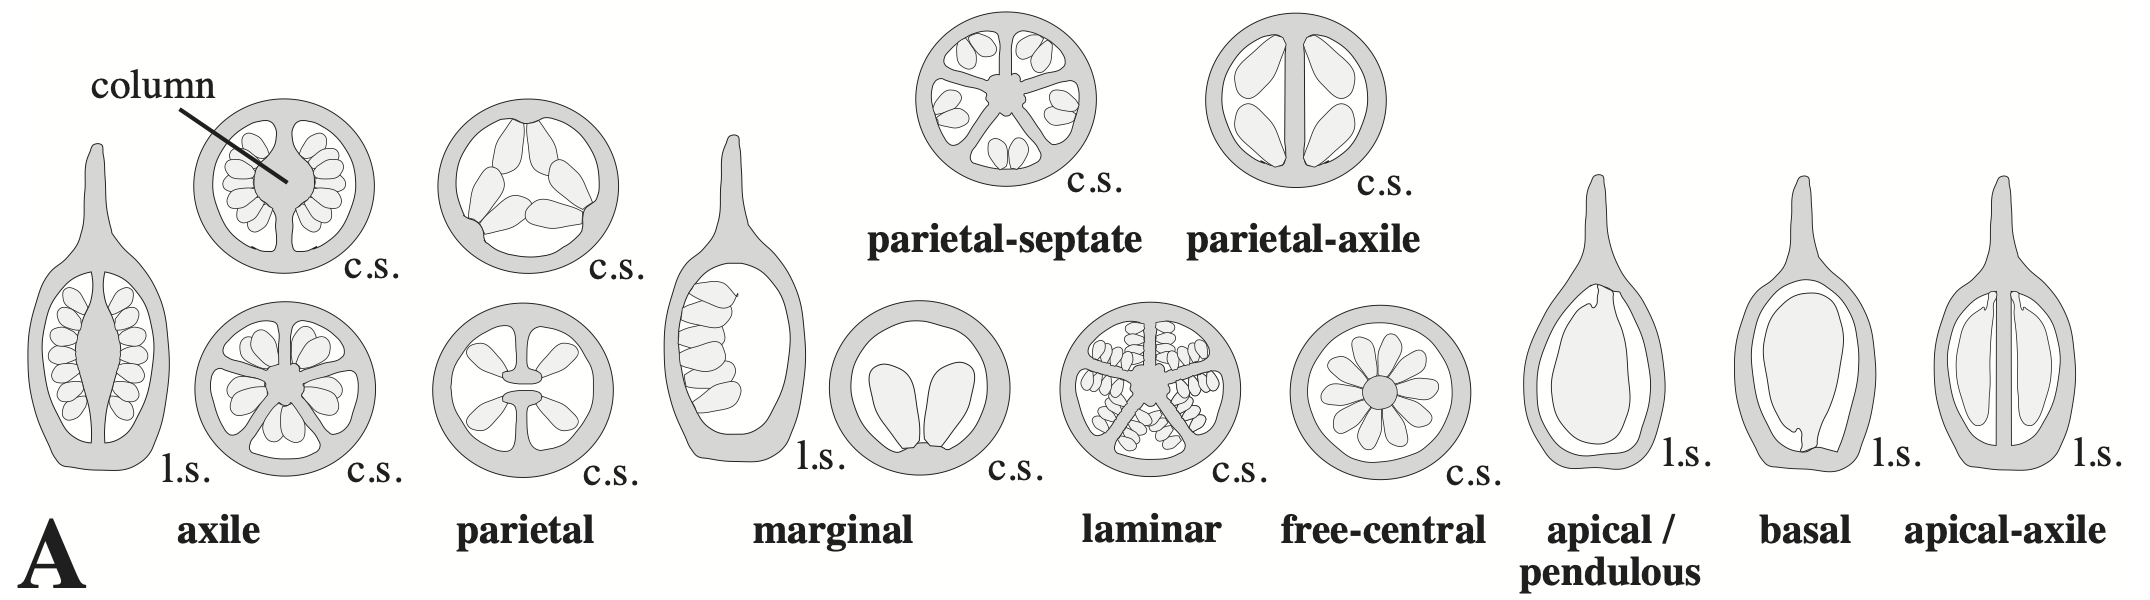 column
c.s.
c.s.
c.s.
c.s.
parietal-septate
parietal-axile
l.s.
c.s.
c.s.
l.s.
c.s.
c.s.
c.s.
l.s.
l.s.
l.s.
axile
parietal
marginal
laminar
free-central
apical /
pendulous
basal
apical-axile
A